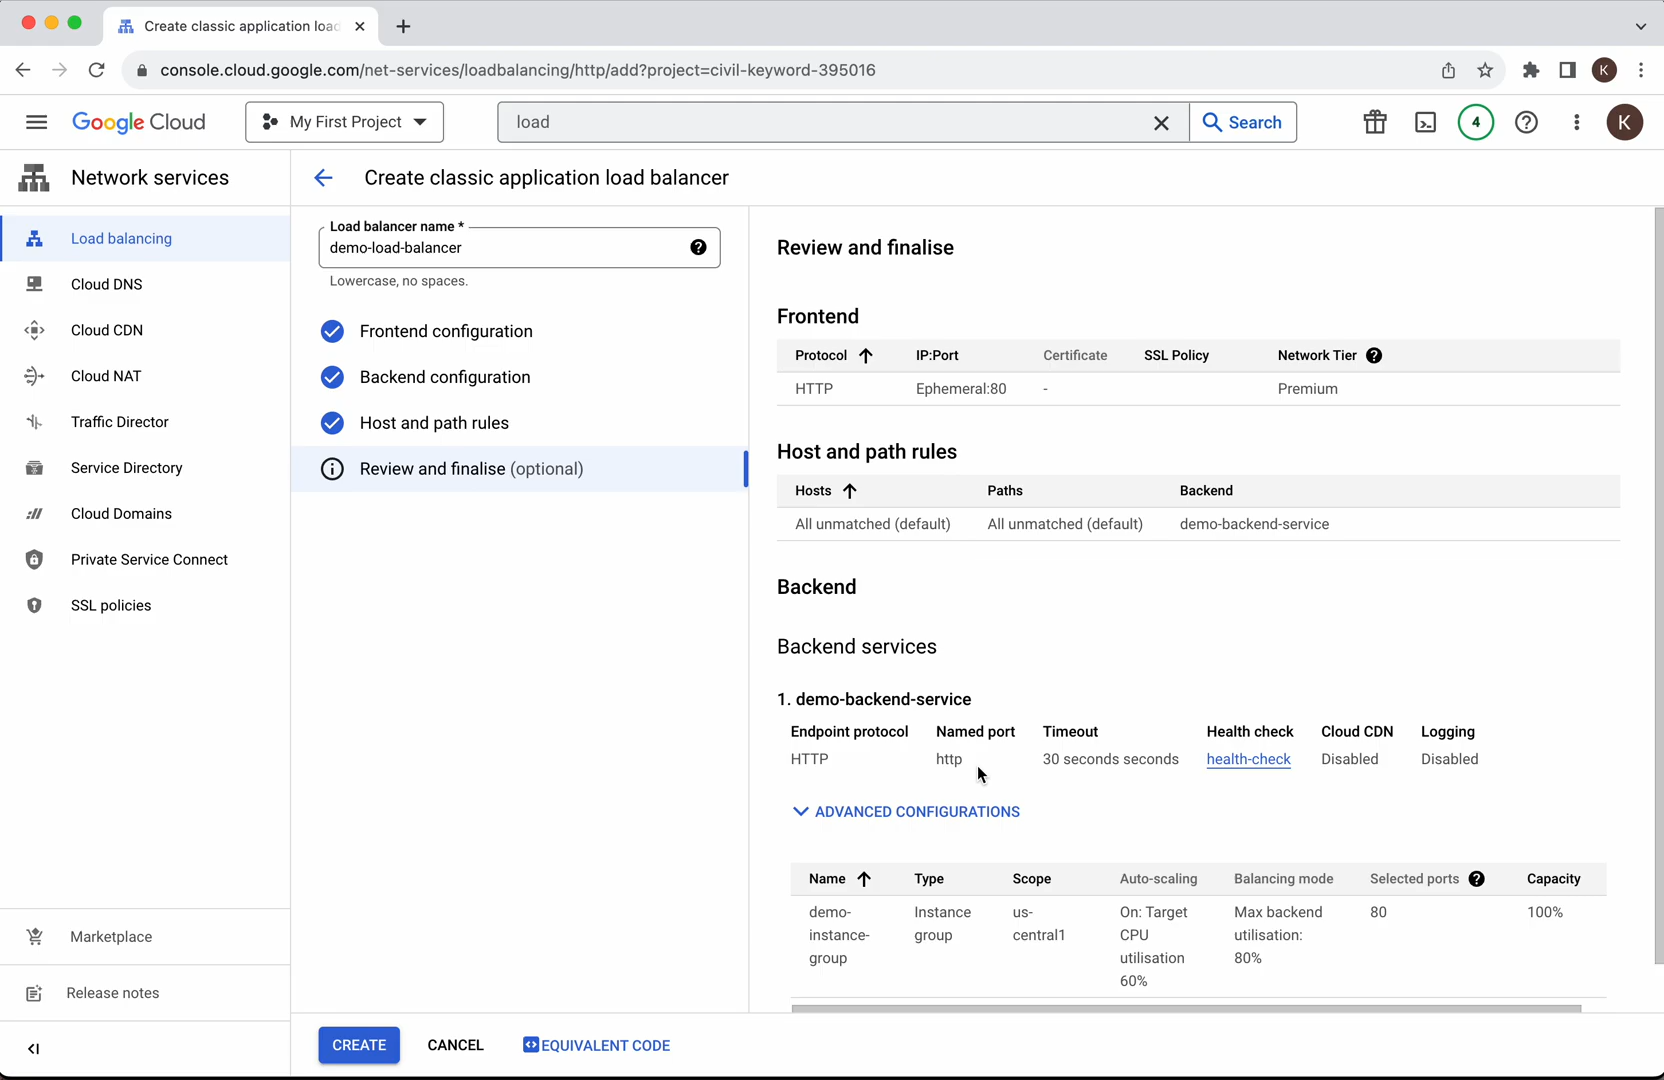 Create classic application load
console.cloud.google.com/net-services/loadbalancing/http/add?project=civil-keyword-395016
K
Google Cloud
My First Project
load
Search
4
K
Network services
Create classic application load balancer
Load balancing
Cloud DNS
Cloud CDN
Cloud NAT
Traffic Director
Service Directory
Cloud Domains
Private Service Connect
SSL policies
Marketplace
Release notes
Load balancer name *
demo-load-balancer
Lowercase, no spaces.
Frontend configuration
Backend configuration
Host and path rules
Review and finalise (optional)
Review and finalise
Frontend
Protocol IP:Port Certificate SSL Policy Network Tier
HTTP Ephemeral:80 - Premium
Host and path rules
Hosts Paths Backend
All unmatched (default) All unmatched (default) demo-backend-service
Backend
Backend services
1. demo-backend-service
Endpoint protocol Named port Timeout Health check Cloud CDN Logging
HTTP http 30 seconds seconds health-check Disabled Disabled
ADVANCED CONFIGURATIONS
Name Type Scope Auto-scaling Balancing mode Selected ports Capacity
demo- Instance us- On: Target Max backend 80 100%
instance- group central1 CPU utilisation:
group utilisation 80%
60%
CREATE CANCEL EQUIVALENT CODE